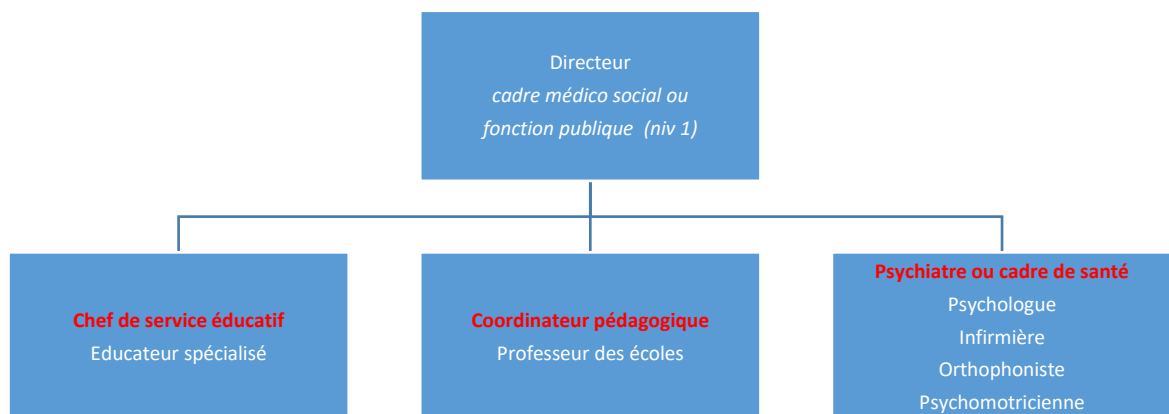 Directeur
cadre médico social ou
fonction publique (niv 1)
Chef de service éducatif
Educateur spécialisé
Coordinateur pédagogique
Professeur des écoles
Psychiatre ou cadre de santé
Psychologue
Infirmière
Orthophoniste
Psychomotricienne